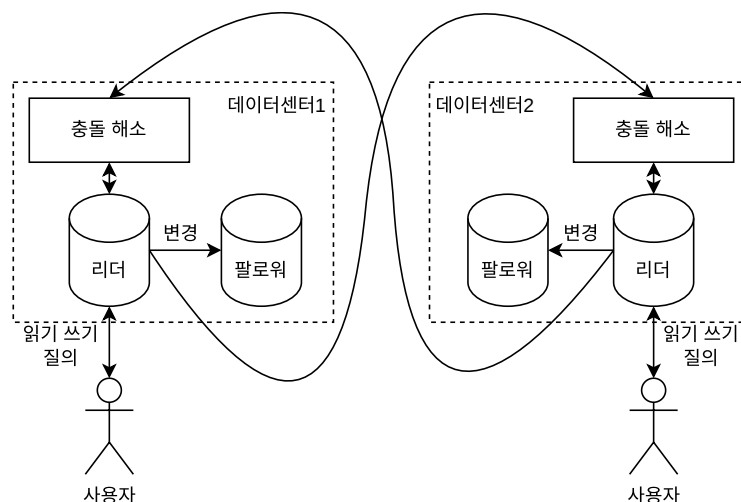 데이터센터1
충돌 해소
리더
변경
팔로워
읽기 쓰기
질의
사용자
데이터센터2
충돌 해소
팔로워
변경
리더
읽기 쓰기
질의
사용자